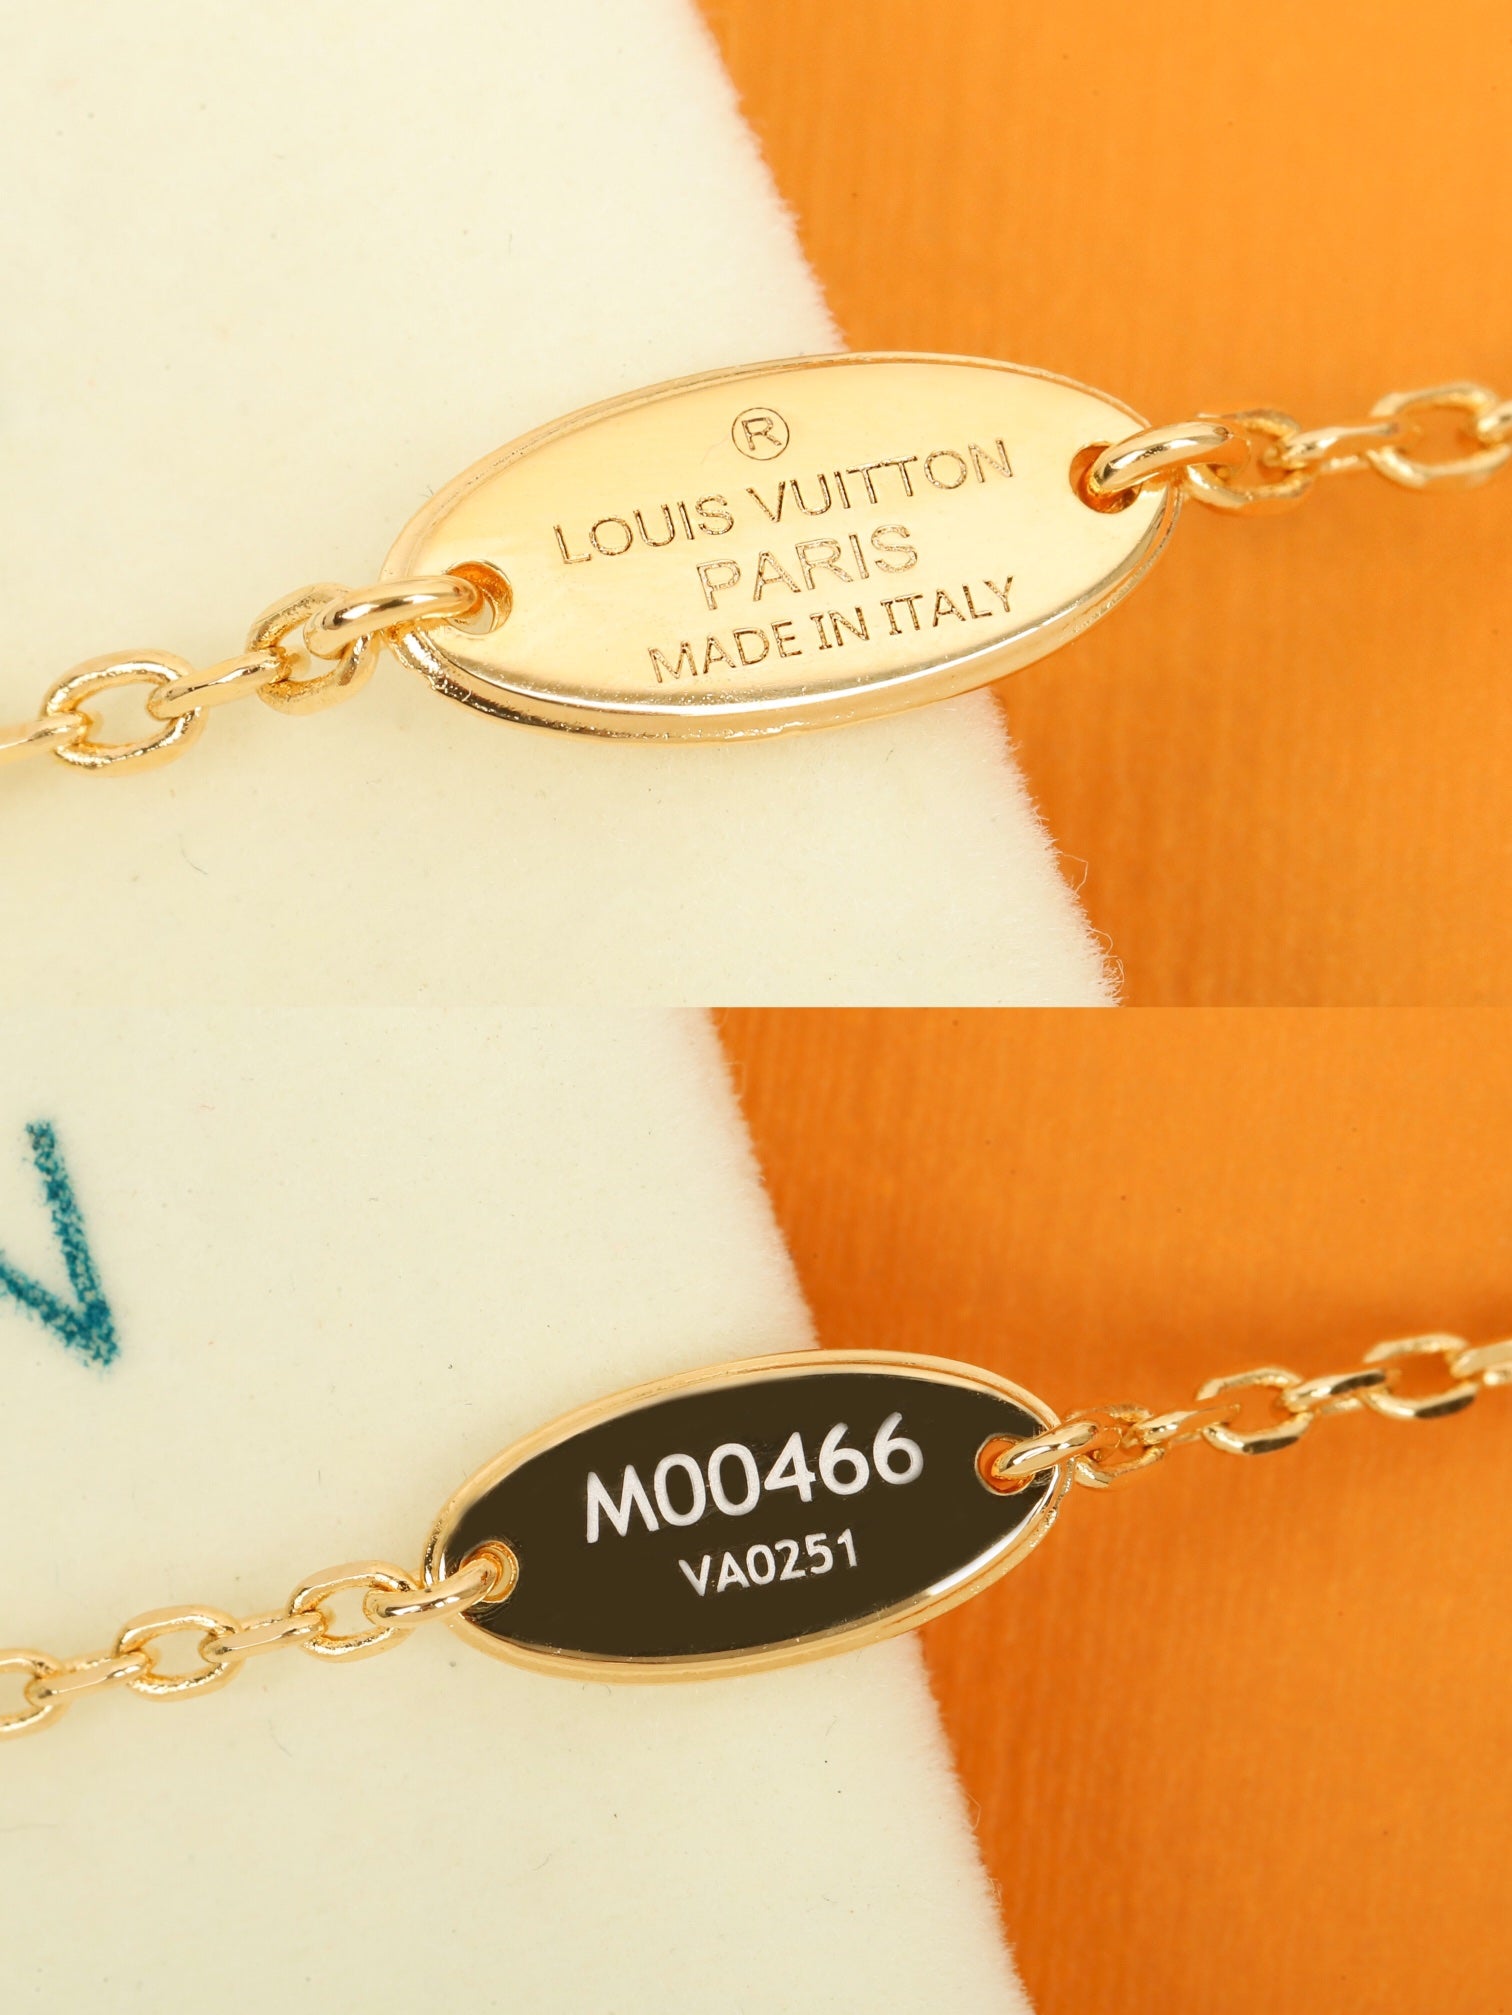 ®
LOUIS VUITTON
PARIS
MADE IN ITALY
V
M00466
VA0251